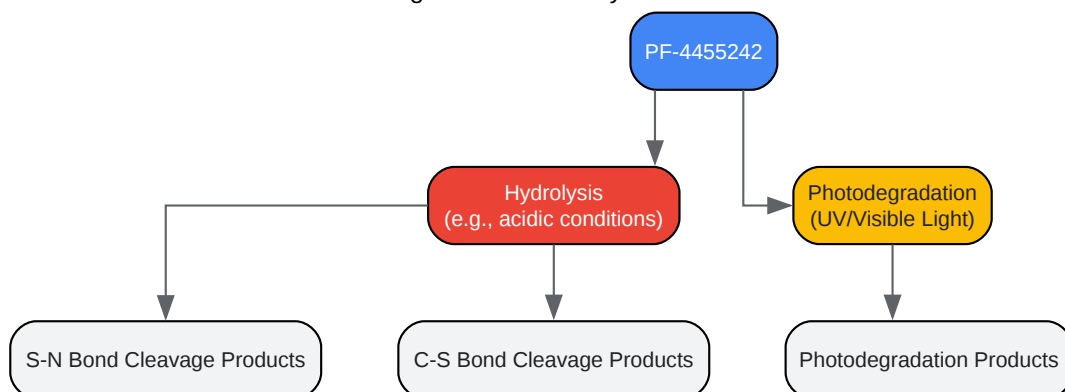 PF-4455242
Hydrolysis
(e.g., acidic conditions)
Photodegradation
(UV/Visible Light)
S-N Bond Cleavage Products
C-S Bond Cleavage Products
Photodegradation Products